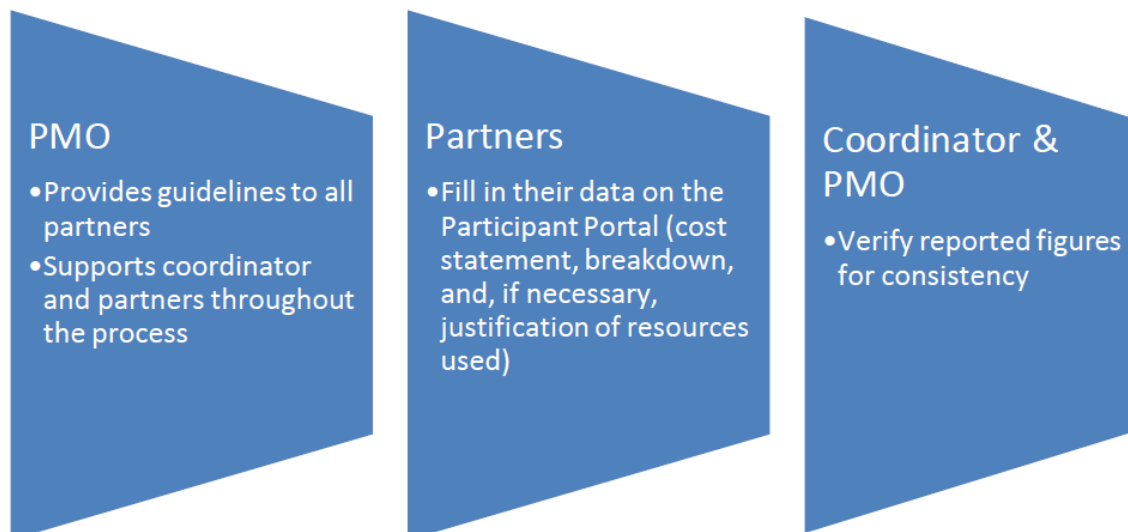 PMO
•Provides guidelines to all
partners
•Supports coordinator
and partners throughout
the process
Partners
•Fill in their data on the
Participant Portal (cost
statement, breakdown,
and, if necessary,
justification of resources
used)
Coordinator &
PMO
•Verify reported figures
for consistency